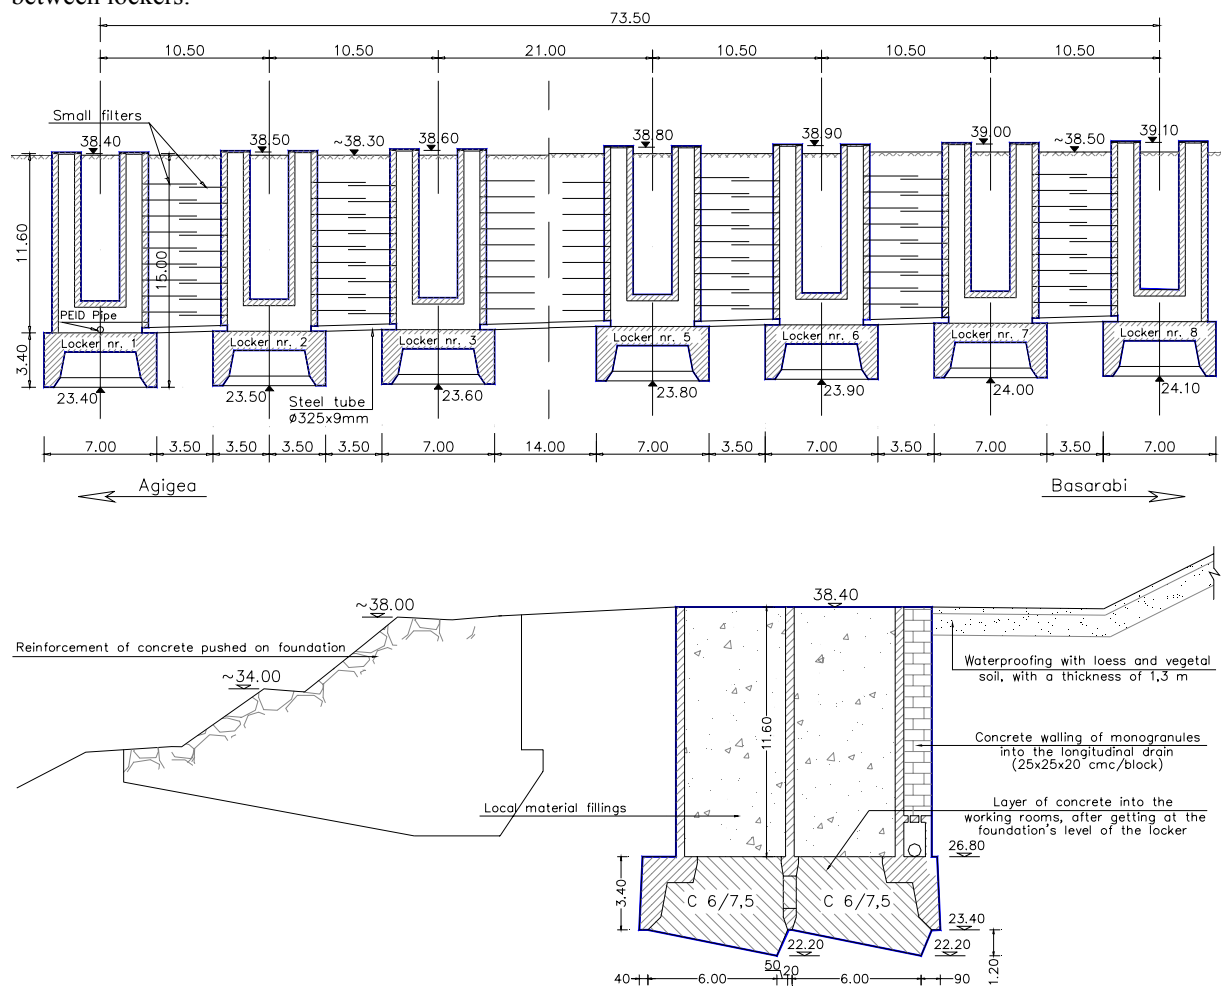 between lockers.
73.50
10.50 10.50 21.00 10.50 10.50 10.50
Small filters
38.40 38.50 ~38.30 38.60 38.80 38.90 39.00 ~38.50 39.10
11.60
15.00
PEID Pipe
Locker nr. 1 Locker nr. 2 Locker nr. 3 Locker nr. 5 Locker nr. 6 Locker nr. 7 Locker nr. 8
3.40
23.40 23.50 23.60 23.80 23.90 24.00 24.10
Steel tube
Ø325x9mm
7.00 3.50 3.50 3.50 3.50 7.00 14.00 7.00 3.50 7.00 3.50 7.00 3.50 7.00
Agigea Basarabi
~38.00
38.40
Reinforcement of concrete pushed on foundation
~34.00
Waterproofing with loess and vegetal
soil, with a thickness of 1,3 m
11.60
Concrete walling of monogranules
into the longitudinal drain
(25x25x20 cmc/block)
Local material fillings
Layer of concrete into the
working rooms, after getting at the
foundation's level of the locker
26.80
3.40
C 6/7,5 C 6/7,5
23.40
22.20 22.20
1.20
40 6.00 50 20 6.00 90